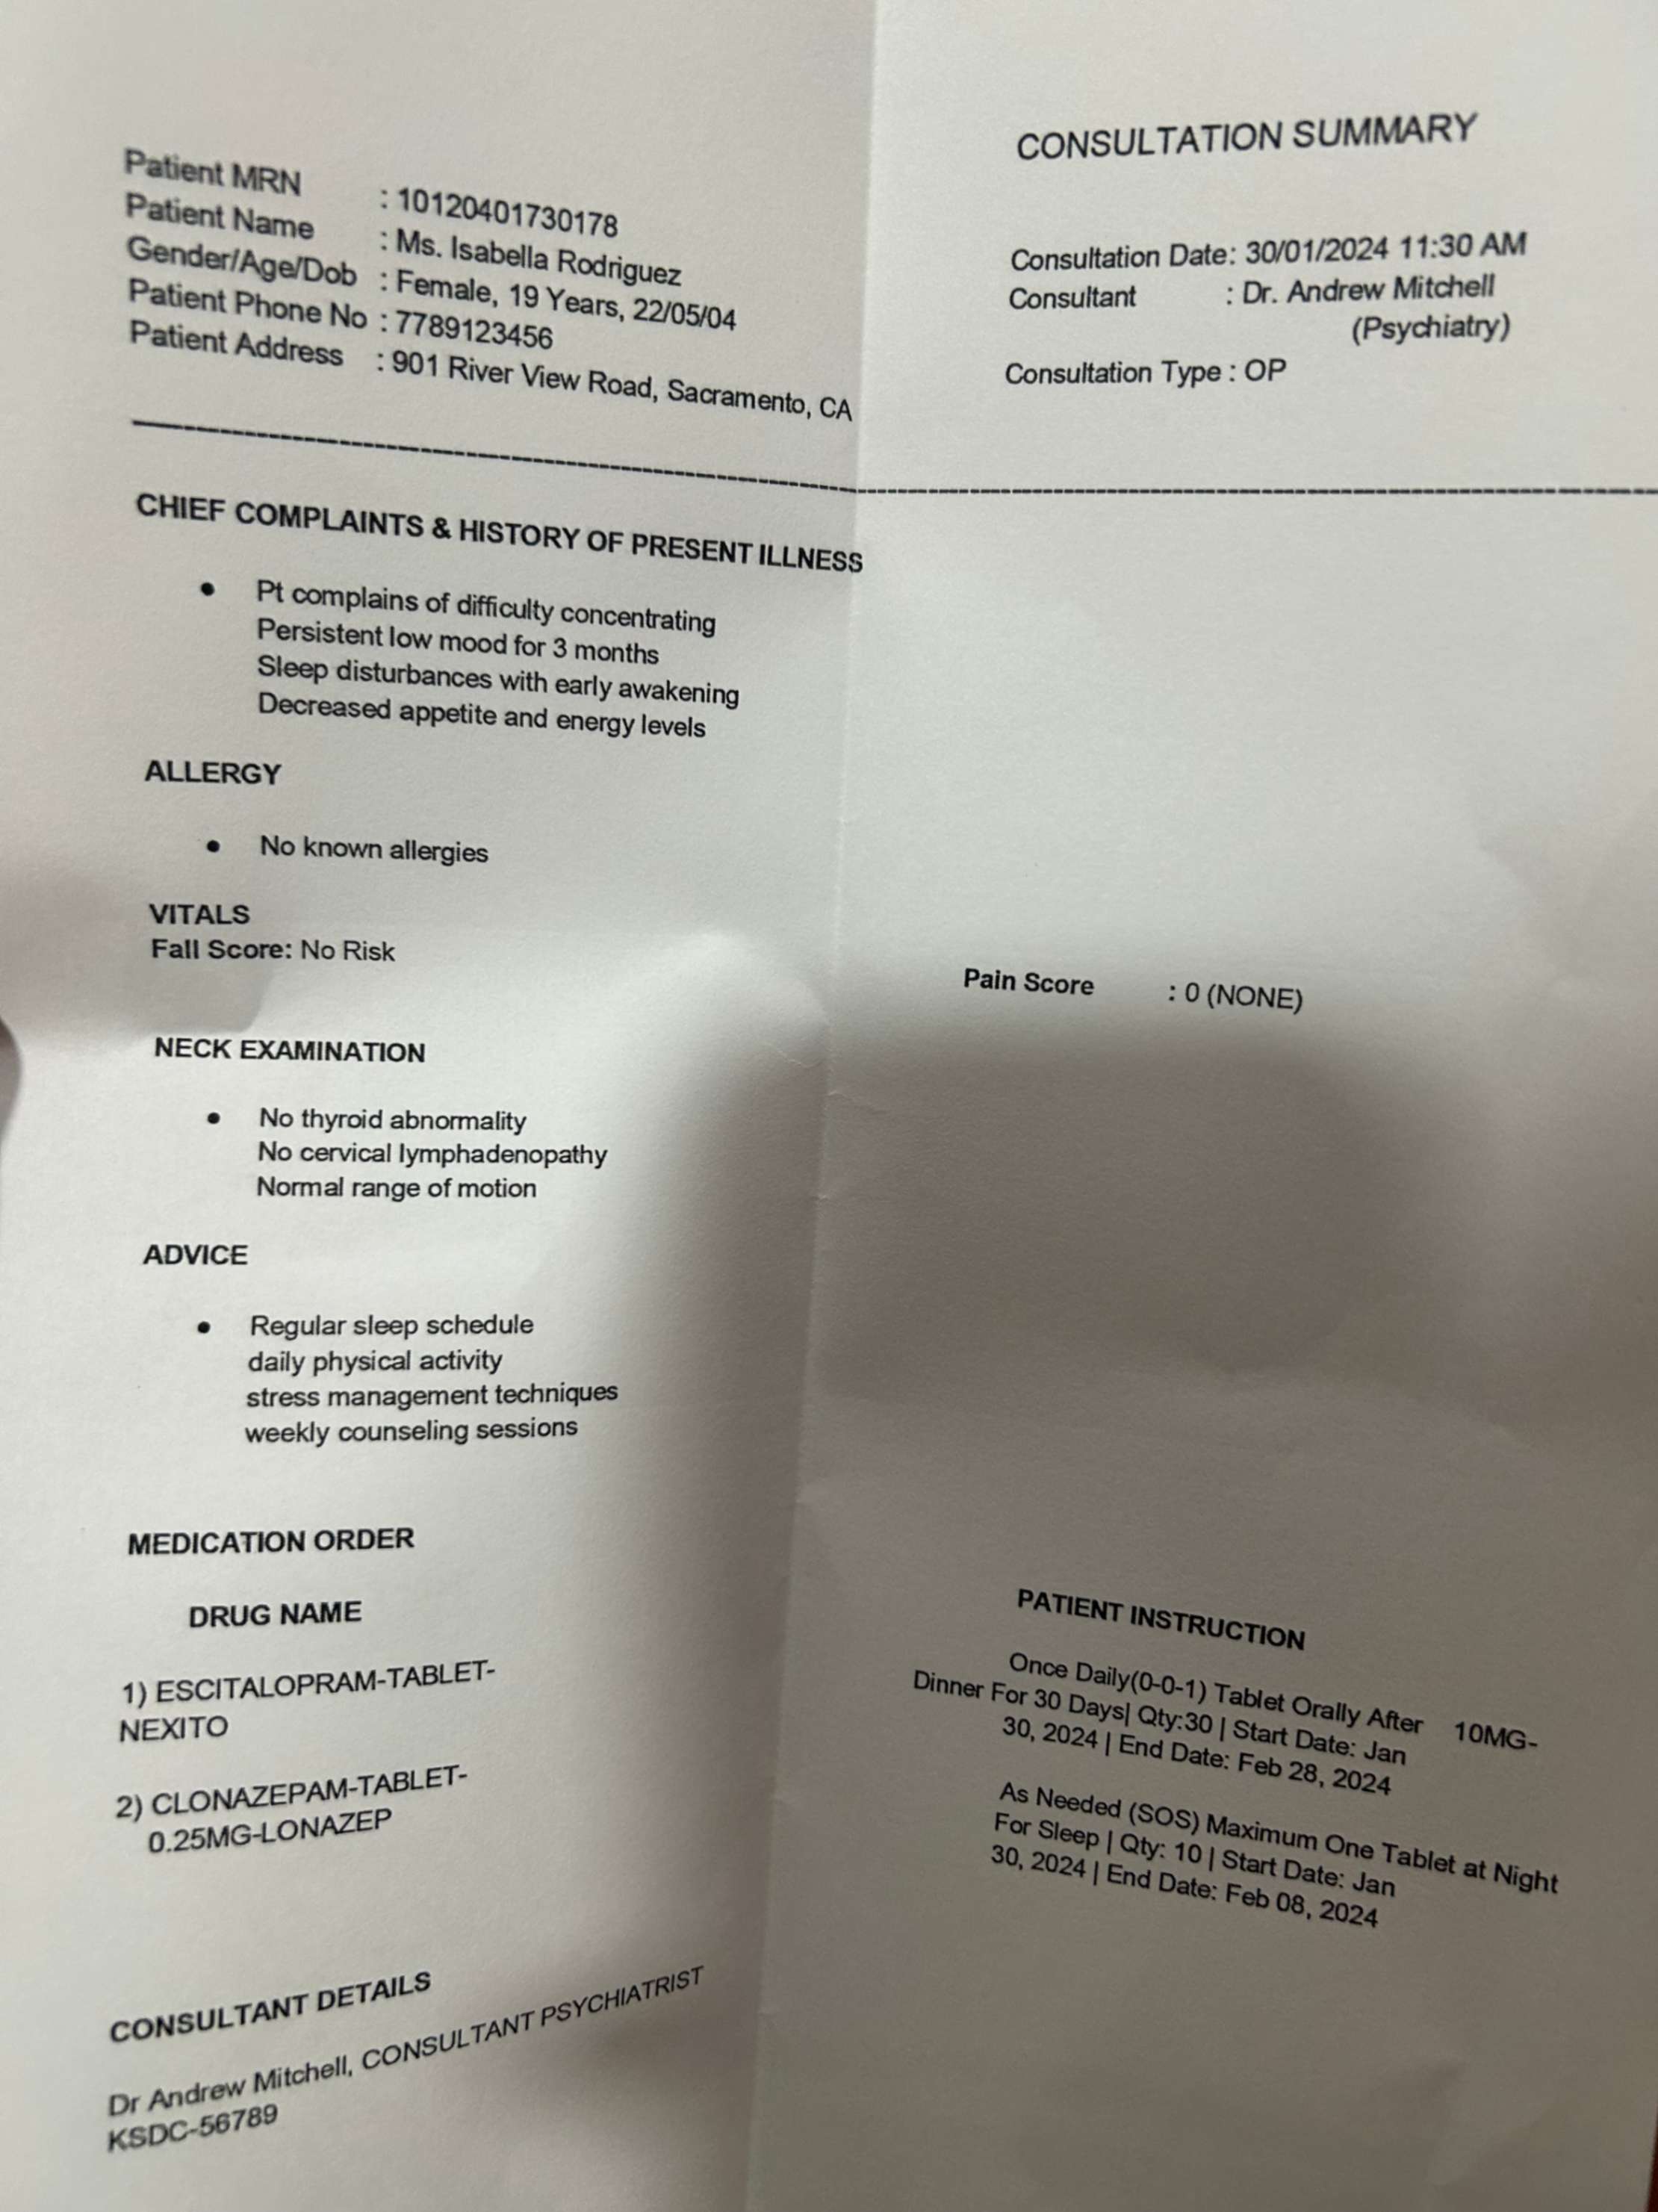 CONSULTATION SUMMARY
Patient MRN : 10120401730178
Patient Name : Ms. Isabella Rodriguez
Gender/Age/Dob : Female, 19 Years, 22/05/04
Patient Phone No : 7789123456
Patient Address : 901 River View Road, Sacramento, CA
Consultation Date: 30/01/2024 11:30 AM
Consultant : Dr. Andrew Mitchell
(Psychiatry)
Consultation Type : OP
CHIEF COMPLAINTS & HISTORY OF PRESENT ILLNESS
• Pt complains of difficulty concentrating
Persistent low mood for 3 months
Sleep disturbances with early awakening
Decreased appetite and energy levels
ALLERGY
• No known allergies
VITALS
Fall Score: No Risk
Pain Score : 0 (NONE)
NECK EXAMINATION
• No thyroid abnormality
No cervical lymphadenopathy
Normal range of motion
ADVICE
• Regular sleep schedule
daily physical activity
stress management techniques
weekly counseling sessions
MEDICATION ORDER
DRUG NAME
PATIENT INSTRUCTION
1) ESCITALOPRAM-TABLET-
NEXITO
Once Daily(0-0-1) Tablet Orally After 10MG-
Dinner For 30 Days| Qty:30 | Start Date: Jan
30, 2024 | End Date: Feb 28, 2024
2) CLONAZEPAM-TABLET-
0.25MG-LONAZEP
As Needed (SOS) Maximum One Tablet at Night
For Sleep | Qty: 10 | Start Date: Jan
30, 2024 | End Date: Feb 08, 2024
CONSULTANT DETAILS
Dr Andrew Mitchell, CONSULTANT PSYCHIATRIST
KSDC-56789